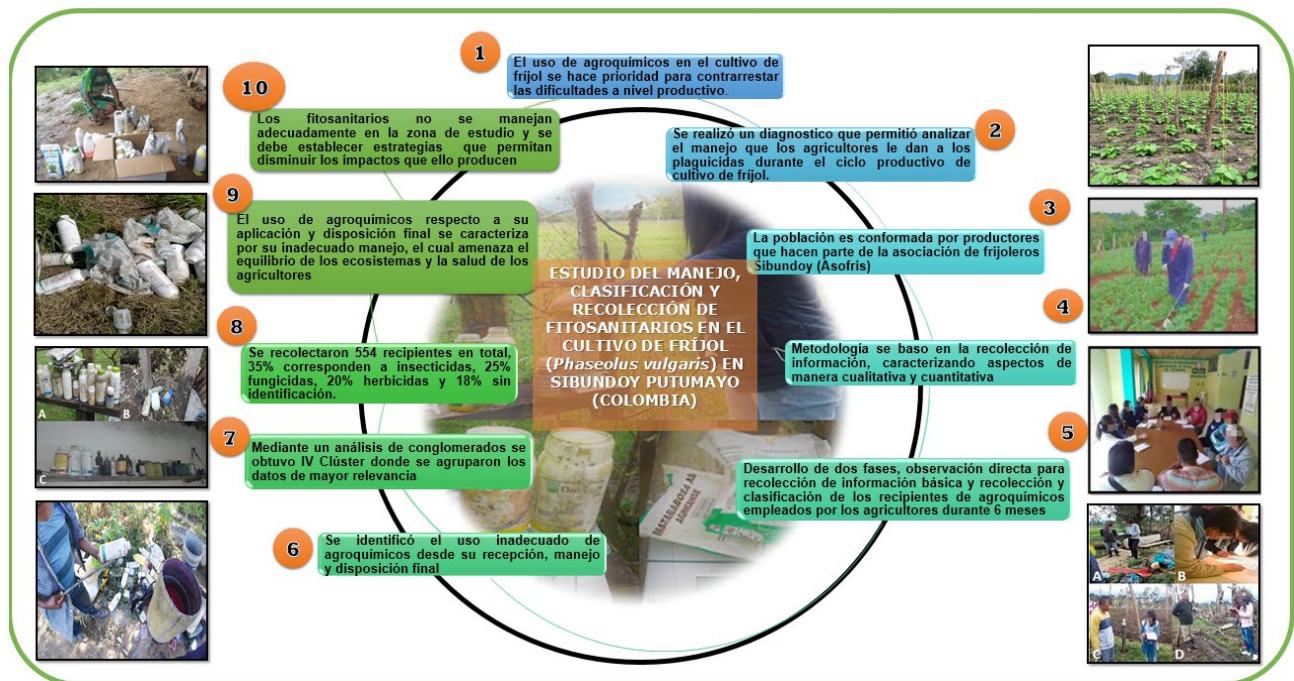 1
El uso de agroquímicos en el cultivo de
fríjol se hace prioridad para contrarrestar
las dificultades a nivel productivo.
2
Se realizó un diagnostico que permitió analizar
el manejo que los agricultores le dan a los
plaguicidas durante el ciclo productivo de
cultivo de fríjol.
3
La población es conformada por productores
que hacen parte de la asociación de frijoleros
Sibundoy (Asofris)
4
Metodología se baso en la recolección de
información, caracterizando aspectos de
manera cualitativa y cuantitativa
5
Desarrollo de dos fases, observación directa para
recolección de información básica y recolección y
clasificación de los recipientes de agroquímicos
empleados por los agricultores durante 6 meses
6
Se identificó el uso inadecuado de
agroquímicos desde su recepción, manejo
y disposición final
7
Mediante un análisis de conglomerados se
obtuvo IV Clúster donde se agruparon los
datos de mayor relevancia
8
Se recolectaron 554 recipientes en total,
35% corresponden a insecticidas, 25%
fungicidas, 20% herbicidas y 18% sin
identificación.
9
El uso de agroquímicos respecto a su
aplicación y disposición final se caracteriza
por su inadecuado manejo, el cual amenaza el
equilibrio de los ecosistemas y la salud de los
agricultores
10
Los fitosanitarios no se manejan
adecuadamente en la zona de estudio y se
debe establecer estrategias que permitan
disminuir los impactos que ello producen
ESTUDIO DEL MANEJO,
CLASIFICACIÓN Y
RECOLECCIÓN DE
FITOSANITARIOS EN EL
CULTIVO DE FRÍJOL
(Phaseolus vulgaris) EN
SIBUNDOY PUTUMAYO
(COLOMBIA)
A
B
C
A
B
C
D